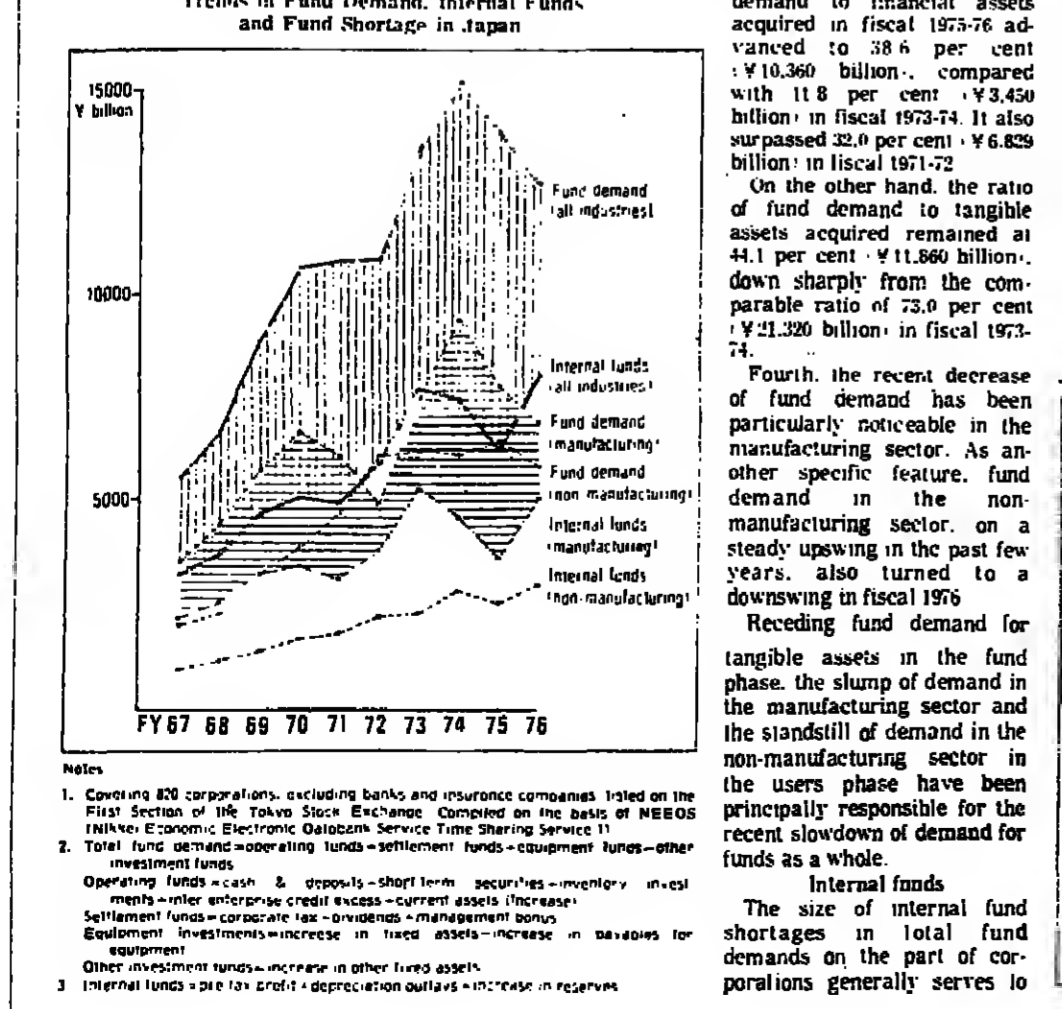 Trends in Fund Demand, Internal Funds
and Fund Shortage in Japan
15000
¥ billion
10000
5000
Fund demand
(all industries)
Internal funds
(all industries)
Fund demand
(manufacturing)
Fund demand
(non manufacturing)
Internal funds
(manufacturing)
Internal funds
(non-manufacturing)
FY 67 68 69 70 71 72 73 74 75 76
Notes
1. Covering 820 corporations, excluding banks and insurance companies listed on the
First Section of the Tokyo Stock Exchange Compiled on the basis of NEEDS
(Nikkei Economic Electronic Databank Service Time Sharing Service 1)
2. Total fund demand=operating funds+settlement funds+equipment funds+other
investment funds
Operating funds=cash & deposits+short term securities+inventory invest
ments+inter enterprise credit excess+current assets (increase)
Settlement funds=corporate tax+dividends+management bonus
Equipment investments=increese in fixed assets-increase in payables for
equipment
Other investment funds=increase in other fixed assets
3 Internal funds=pre tax profit+depreciation outlays+increase in reserves
demand to financial assets
acquired in fiscal 1975-76 ad-
vanced to 38 6 per cent
(¥10.360 billion), compared
with 11 8 per cent (¥3,450
billion) in fiscal 1973-74. It also
surpassed 32.0 per cent (¥6.829
billion) in fiscal 1971-72
On the other hand, the ratio
of fund demand to tangible
assets acquired remained at
44.1 per cent (¥11.860 billion),
down sharply from the com-
parable ratio of 73.0 per cent
(¥21.320 billion) in fiscal 1973-
74.
Fourth, the recent decrease
of fund demand has been
particularly noticeable in the
manufacturing sector. As an-
other specific feature, fund
demand in the non-
manufacturing sector, on a
steady upswing in the past few
years, also turned to a
downswing in fiscal 1976
Receding fund demand for
tangible assets in the fund
phase, the slump of demand in
the manufacturing sector and
the standstill of demand in the
non-manufacturing sector in
the users phase have been
principally responsible for the
recent slowdown of demand for
funds as a whole.
Internal funds
The size of internal fund
shortages in total fund
demands on the part of cor-
porations generally serves to